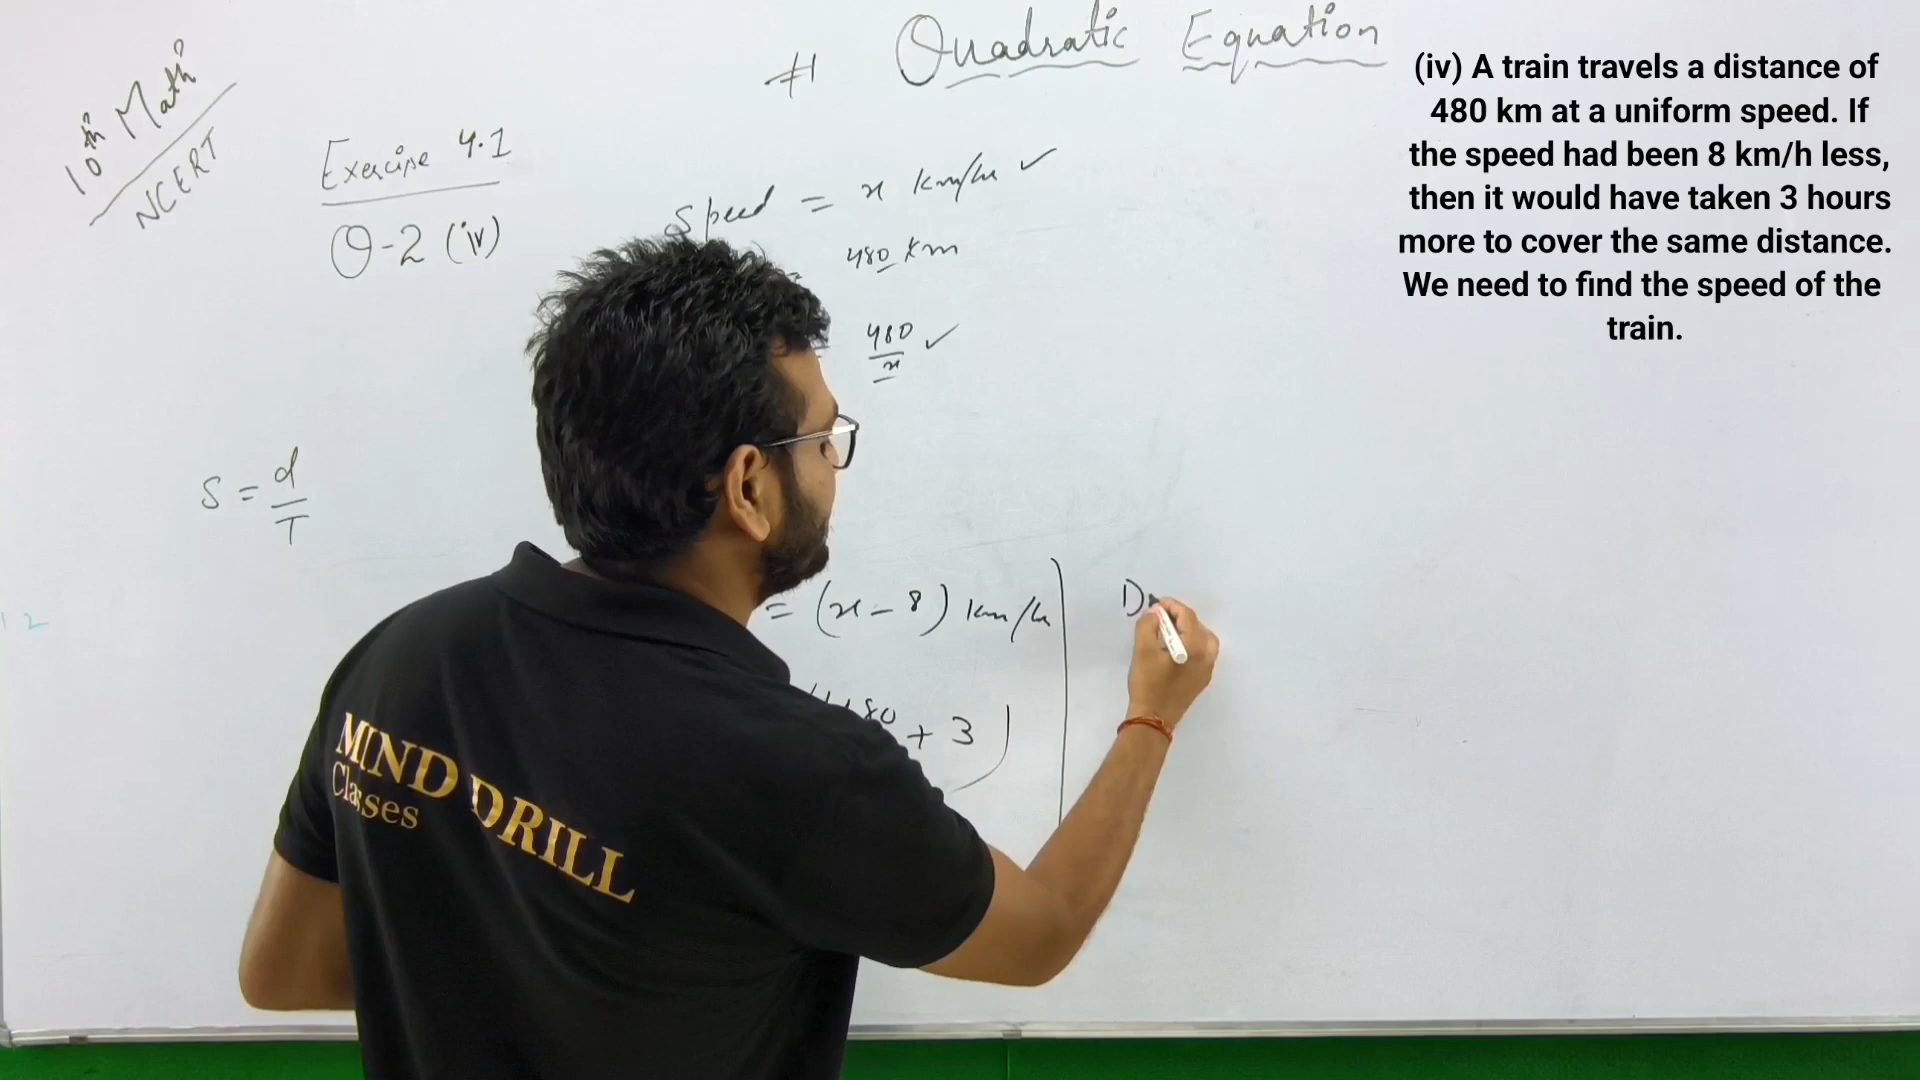 # Quadratic Equation
10th Math
NCERT
Exercise 4.1
Q-2 (iv)
Speed = x km/h ✓
480 km
480/x ✓
S = d/T
= (x - 8) km/h
480 + 3 )
D
12
MIND DRILL
Classes
(iv) A train travels a distance of
480 km at a uniform speed. If
the speed had been 8 km/h less,
then it would have taken 3 hours
more to cover the same distance.
We need to find the speed of the
train.